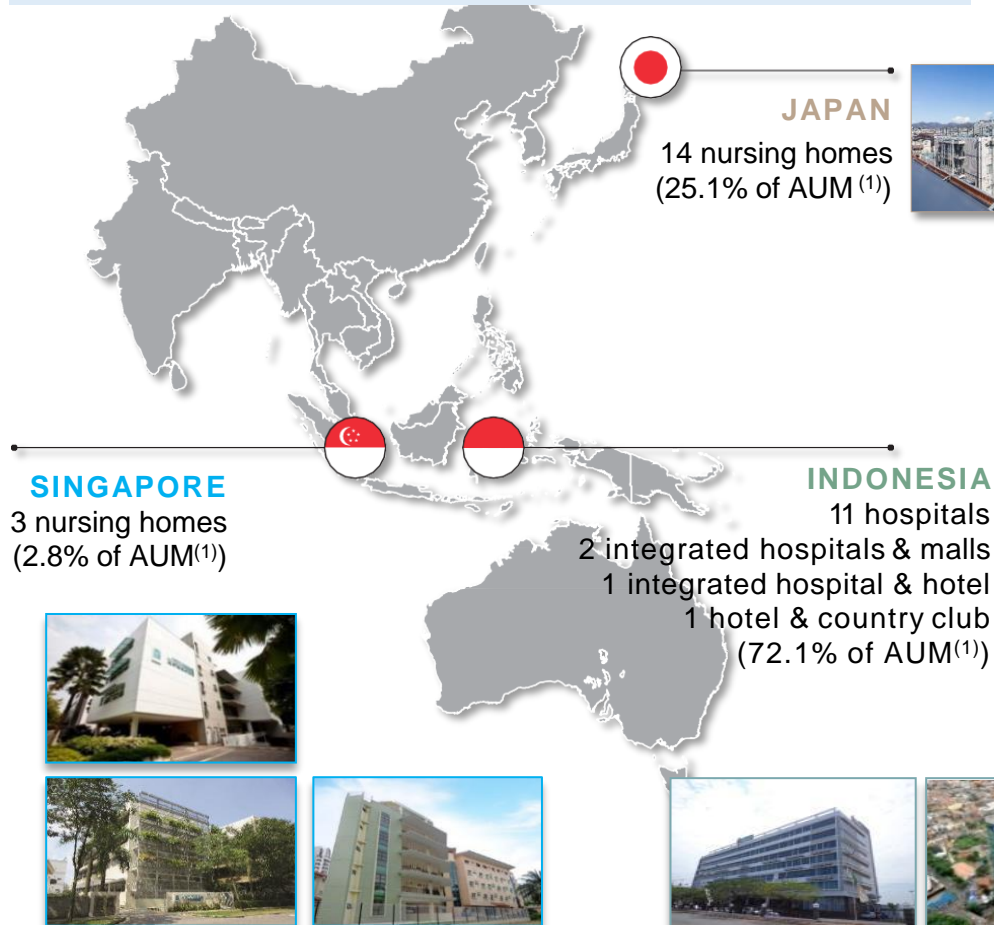 JAPAN
14 nursing homes
(25.1% of AUM (1))
SINGAPORE
3 nursing homes
(2.8% of AUM(1))
INDONESIA
11 hospitals
2 integrated hospitals & malls
1 integrated hospital & hotel
1 hotel & country club
(72.1% of AUM(1))